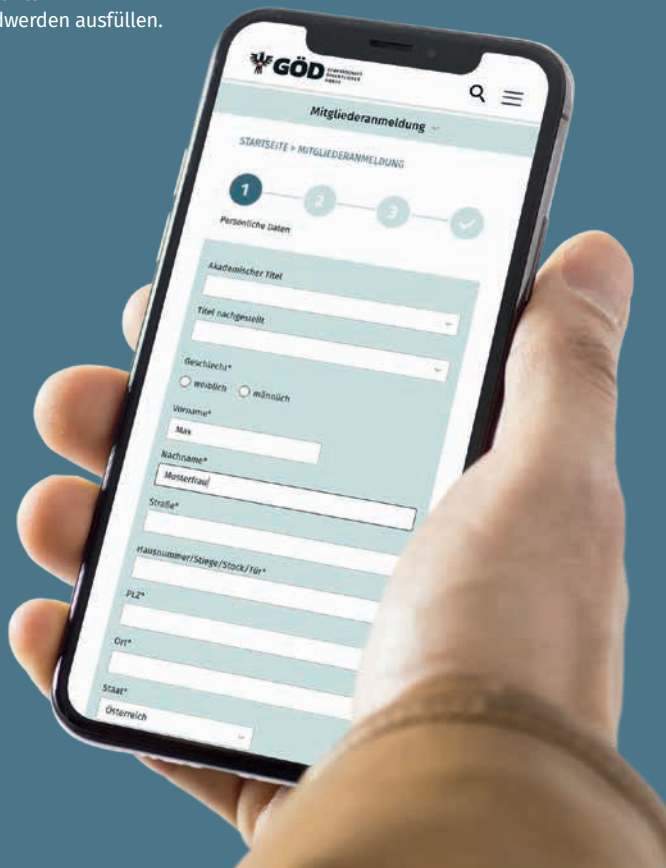 dwerden ausfüllen.
GÖD
Mitgliederanmeldung
STARTSEITE > MITGLIEDERANMELDUNG
1 2 3
Persönliche Daten
Akademischer Titel
Titel nachgestellt
Geschlecht*
weiblich männlich
Vorname*
Max
Nachname*
Musterfrau
Straße*
Hausnummer/Stiege/Stock/Tür*
PLZ*
Ort*
Staat*
Österreich